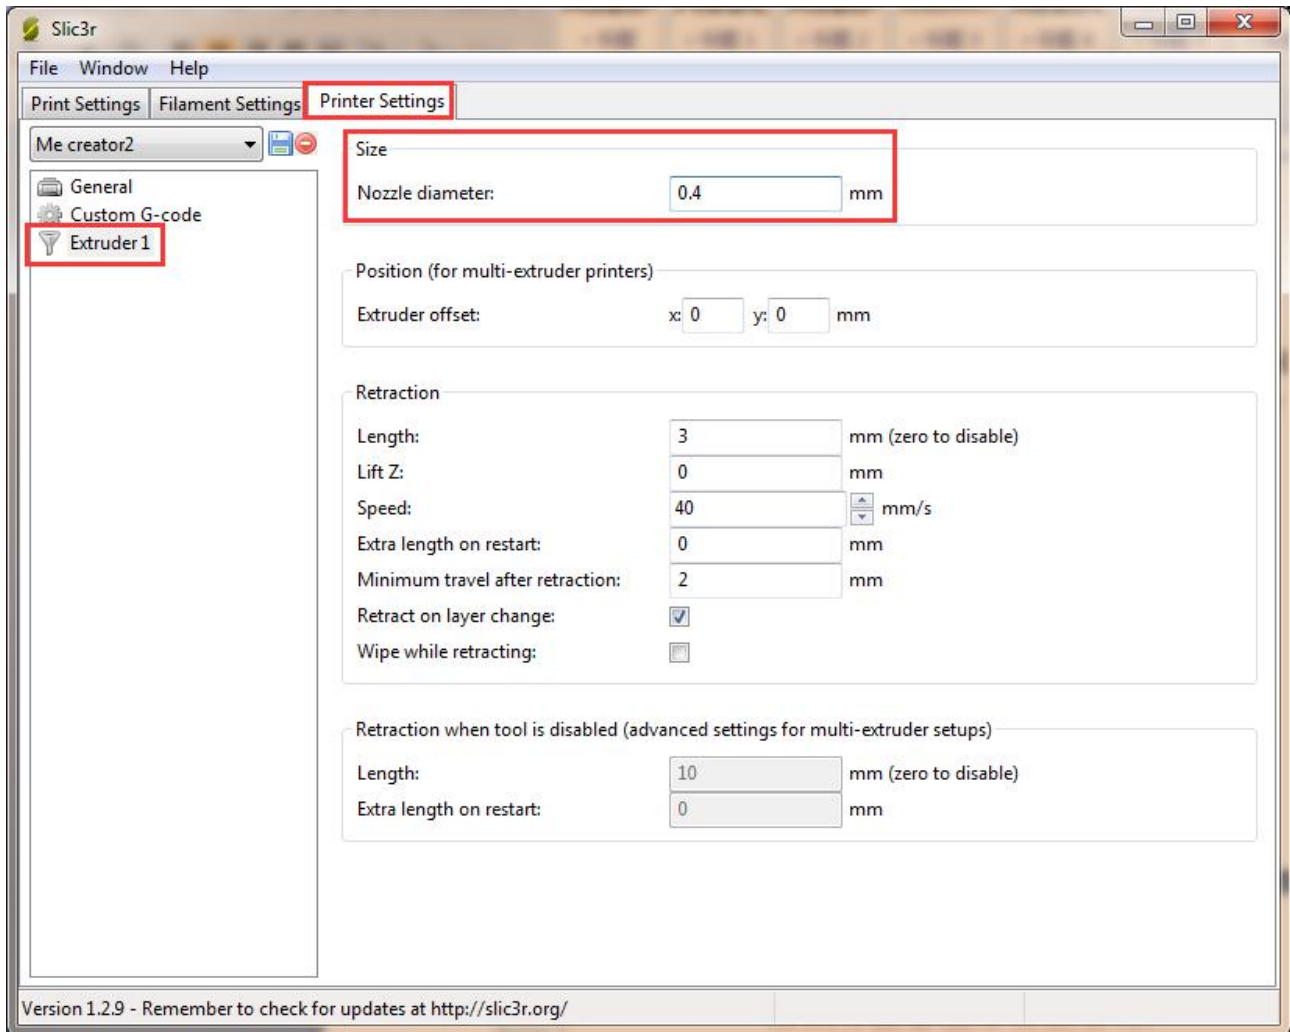 Slic3r
File Window Help
Print Settings Filament Settings Printer Settings
Me creator2
General
Custom G-code
Extruder 1
Size
Nozzle diameter: 0.4 mm
Position (for multi-extruder printers)
Extruder offset: x: 0 y: 0 mm
Retraction
Length: 3 mm (zero to disable)
Lift Z: 0 mm
Speed: 40 mm/s
Extra length on restart: 0 mm
Minimum travel after retraction: 2 mm
Retract on layer change:
Wipe while retracting:
Retraction when tool is disabled (advanced settings for multi-extruder setups)
Length: 10 mm (zero to disable)
Extra length on restart: 0 mm
Version 1.2.9 - Remember to check for updates at http://slic3r.org/